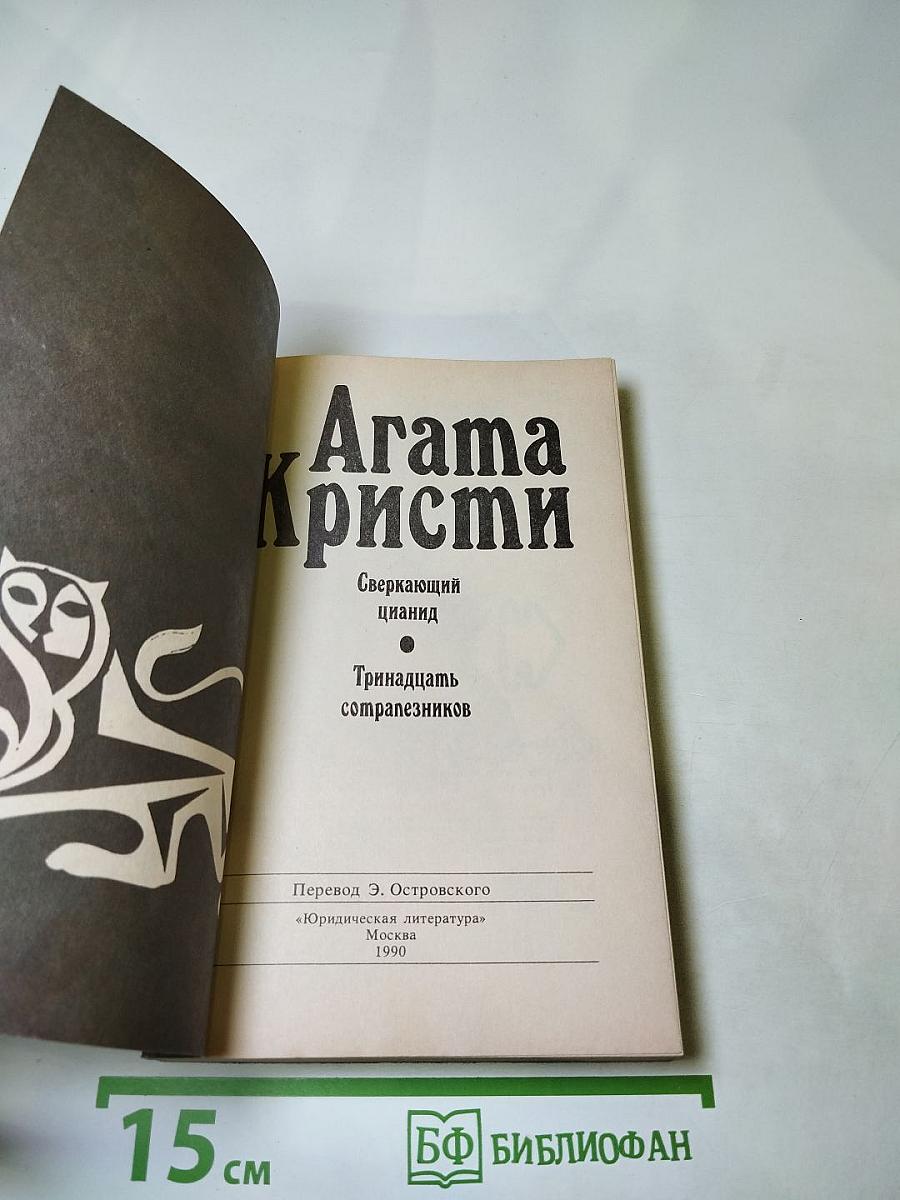 Агата
Кристи
Сверкающий
цианид
•
Тринадцать
сотрапезников
Перевод Э. Островского
«Юридическая литература»
Москва
1990
15 см
БФ БИБЛИОФАН